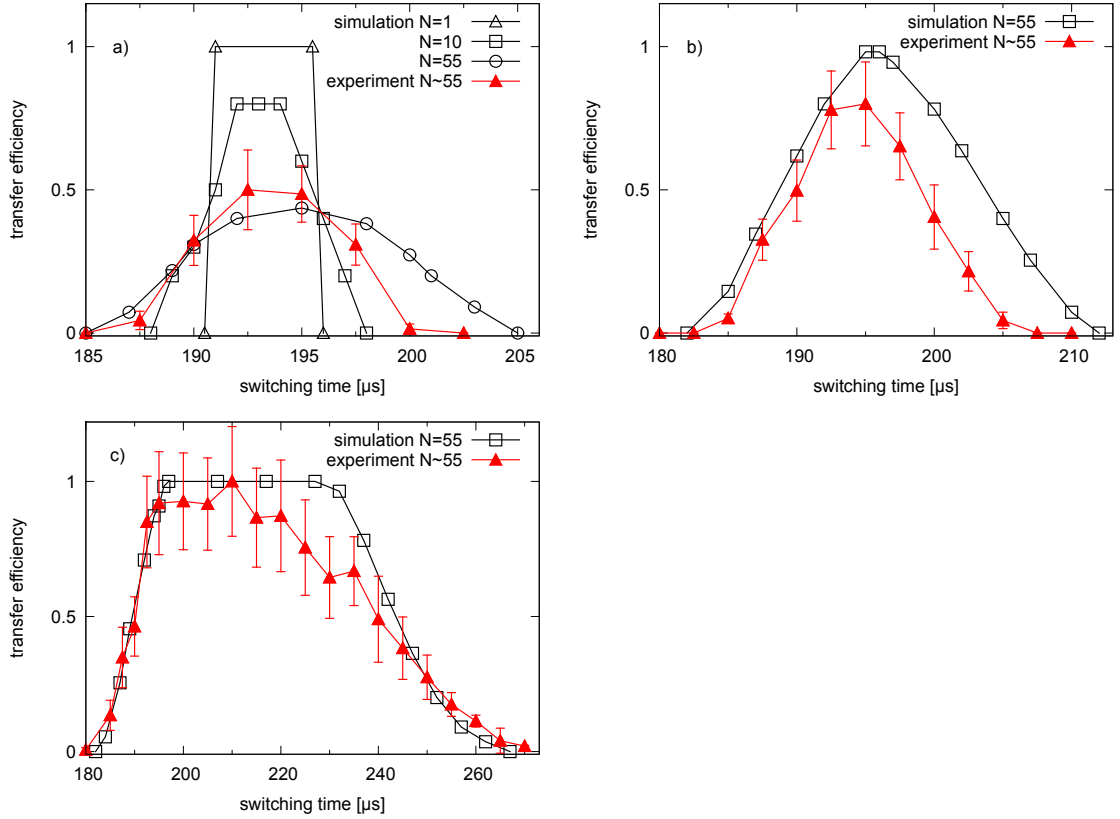 a)
simulation N=1
N=10
N=55
experiment N~55
1
0.5
0
transfer efficiency
185
190
195
200
205
switching time [µs]
b)
simulation N=55
experiment N~55
1
0.5
0
transfer efficiency
180
190
200
210
switching time [µs]
c)
simulation N=55
experiment N~55
1
0.5
0
transfer efficiency
180
200
220
240
260
switching time [µs]